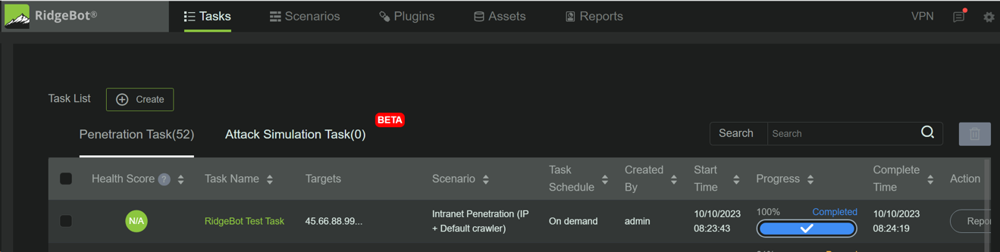 RidgeBot®
Tasks
Scenarios
Plugins
Assets
Reports
VPN
Task List
Create
BETA
Penetration Task(52)
Attack Simulation Task(0)
Search
Search
Health Score ?
Task Name
Targets
Scenario
Task
Schedule
Created
By
Start
Time
Progress
Complete
Time
Action
N/A
RidgeBot Test Task
45.66.88.99...
Intranet Penetration (IP
+ Default crawler)
On demand
admin
10/10/2023
08:23:43
100%
Completed
10/10/2023
08:24:19
Repo